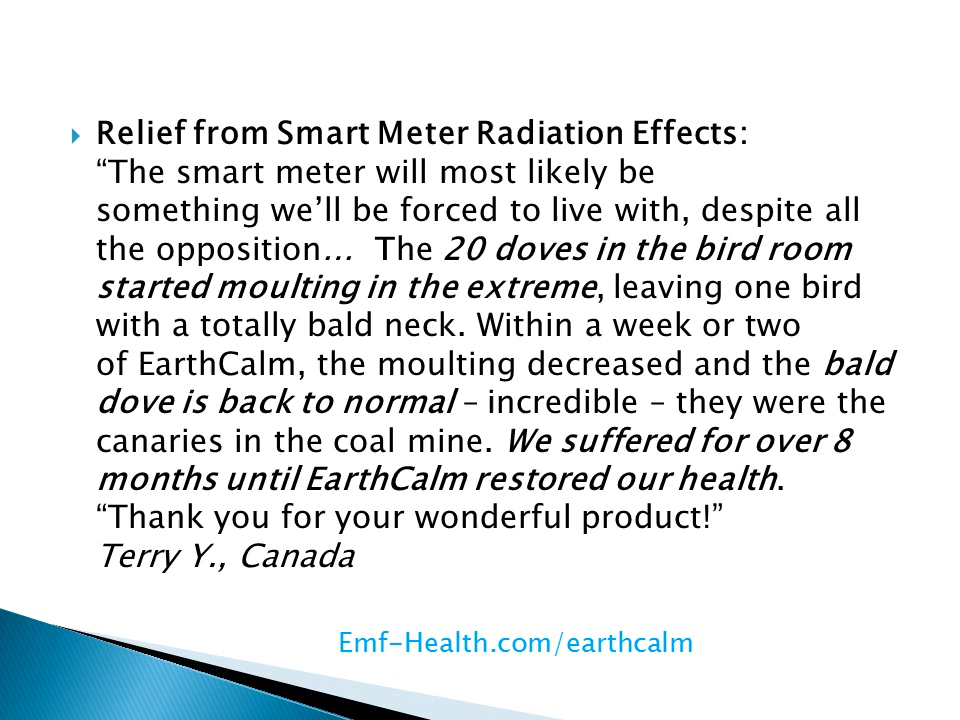 Relief from Smart Meter Radiation Effects:
“The smart meter will most likely be
something we’ll be forced to live with, despite all
the opposition…  The 20 doves in the bird room
started moulting in the extreme, leaving one bird
with a totally bald neck. Within a week or two
of EarthCalm, the moulting decreased and the bald
dove is back to normal – incredible – they were the
canaries in the coal mine. We suffered for over 8
months until EarthCalm restored our health.
“Thank you for your wonderful product!”
Terry Y., Canada
Emf-Health.com/earthcalm